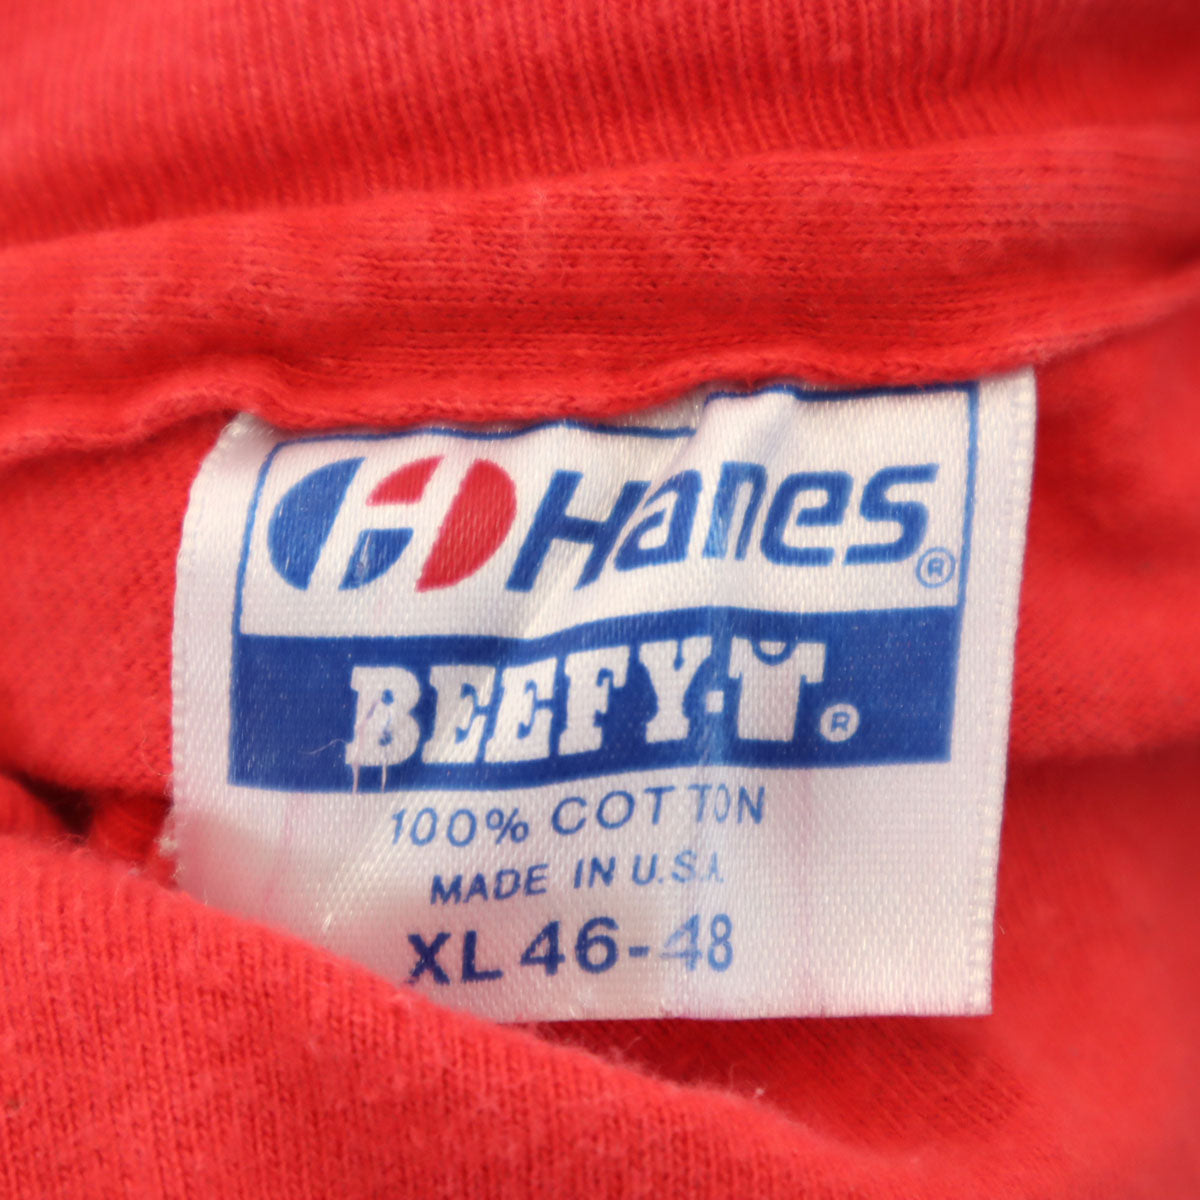 Hanes®
BEEFY-T®
100% COTTON
MADE IN U.S.A.
XL 46-48